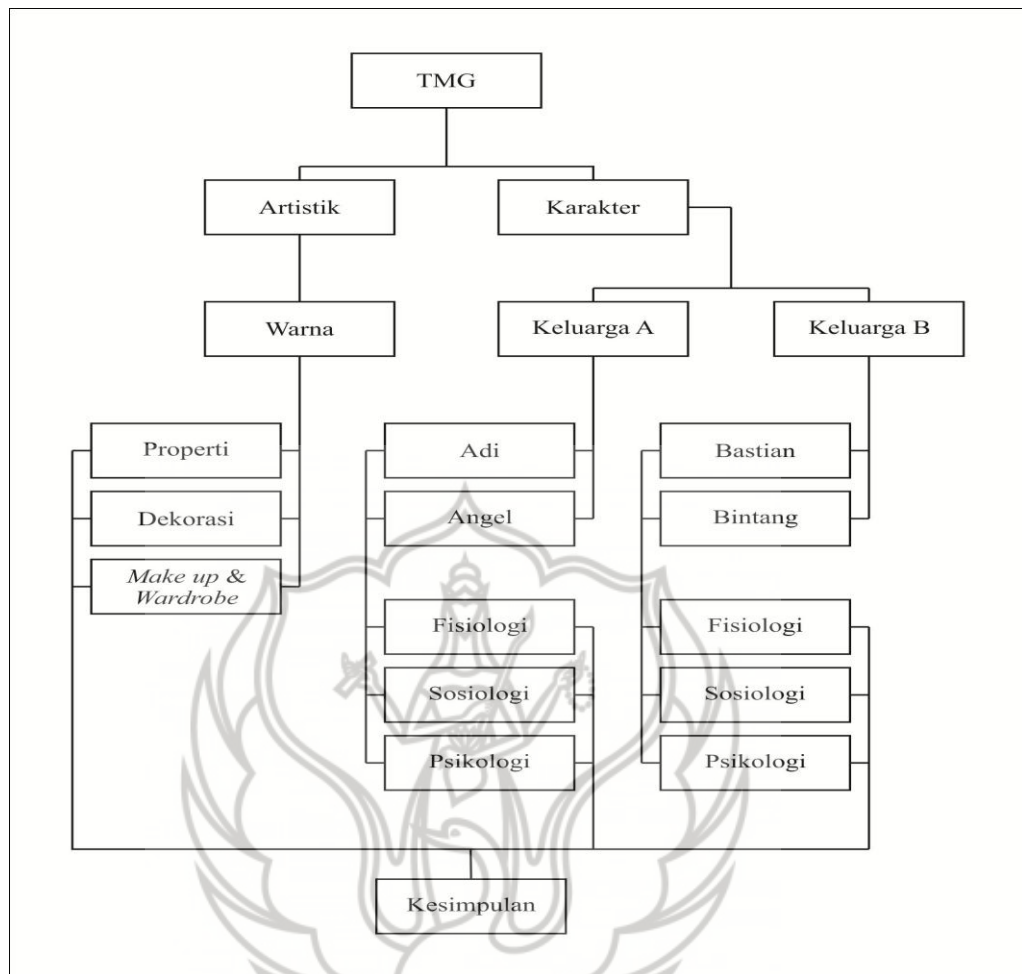 TMG
Artistik
Karakter
Warna
Keluarga A
Keluarga B
Properti
Adi
Bastian
Dekorasi
Angel
Bintang
Make up &
Wardrobe
Fisiologi
Fisiologi
Sosiologi
Sosiologi
Psikologi
Psikologi
Kesimpulan